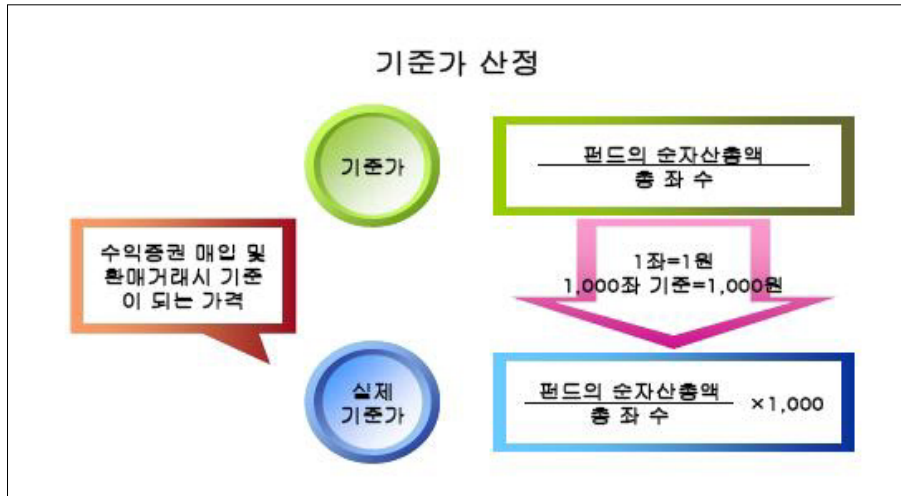 기준가 산정
기준가
펀드의 순자산총액
총 좌 수
수익증권 매입 및
환매거래시 기준
이 되는 가격
1좌=1원
1,000좌 기준=1,000원
실제
기준가
펀드의 순자산총액
총 좌 수
×1,000